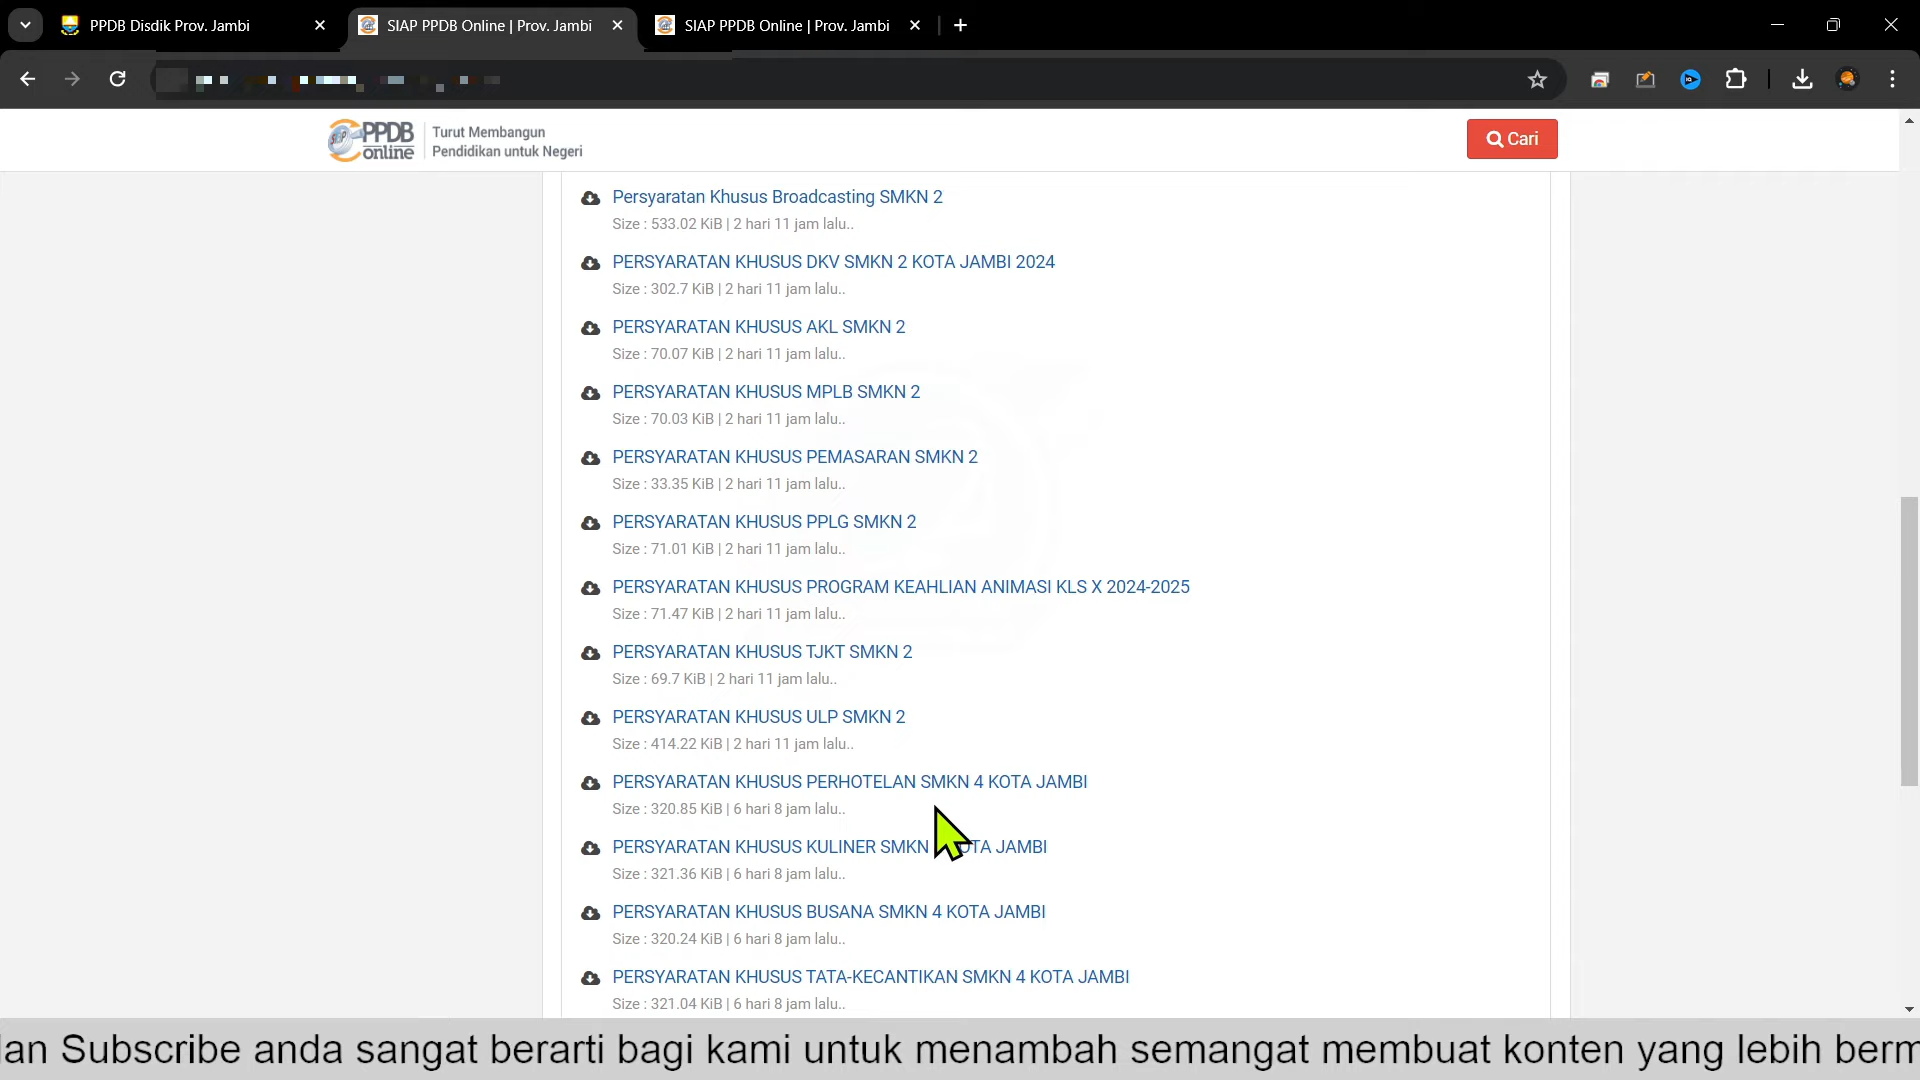 PPDB Disdik Prov. Jambi
SIAP PPDB Online | Prov. Jambi
SIAP PPDB Online | Prov. Jambi
SIAP PPDB online
Turut Membangun
Pendidikan untuk Negeri
Cari
Persyaratan Khusus Broadcasting SMKN 2
Size : 533.02 KiB | 2 hari 11 jam lalu..
PERSYARATAN KHUSUS DKV SMKN 2 KOTA JAMBI 2024
Size : 302.7 KiB | 2 hari 11 jam lalu..
PERSYARATAN KHUSUS AKL SMKN 2
Size : 70.07 KiB | 2 hari 11 jam lalu..
PERSYARATAN KHUSUS MPLB SMKN 2
Size : 70.03 KiB | 2 hari 11 jam lalu..
PERSYARATAN KHUSUS PEMASARAN SMKN 2
Size : 33.35 KiB | 2 hari 11 jam lalu..
PERSYARATAN KHUSUS PPLG SMKN 2
Size : 71.01 KiB | 2 hari 11 jam lalu..
PERSYARATAN KHUSUS PROGRAM KEAHLIAN ANIMASI KLS X 2024-2025
Size : 71.47 KiB | 2 hari 11 jam lalu..
PERSYARATAN KHUSUS TJKT SMKN 2
Size : 69.7 KiB | 2 hari 11 jam lalu..
PERSYARATAN KHUSUS ULP SMKN 2
Size : 414.22 KiB | 2 hari 11 jam lalu..
PERSYARATAN KHUSUS PERHOTELAN SMKN 4 KOTA JAMBI
Size : 320.85 KiB | 6 hari 8 jam lalu..
PERSYARATAN KHUSUS KULINER SMKN OTA JAMBI
Size : 321.36 KiB | 6 hari 8 jam lalu..
PERSYARATAN KHUSUS BUSANA SMKN 4 KOTA JAMBI
Size : 320.24 KiB | 6 hari 8 jam lalu..
PERSYARATAN KHUSUS TATA-KECANTIKAN SMKN 4 KOTA JAMBI
Size : 321.04 KiB | 6 hari 8 jam lalu..
lan Subscribe anda sangat berarti bagi kami untuk menambah semangat membuat konten yang lebih berm